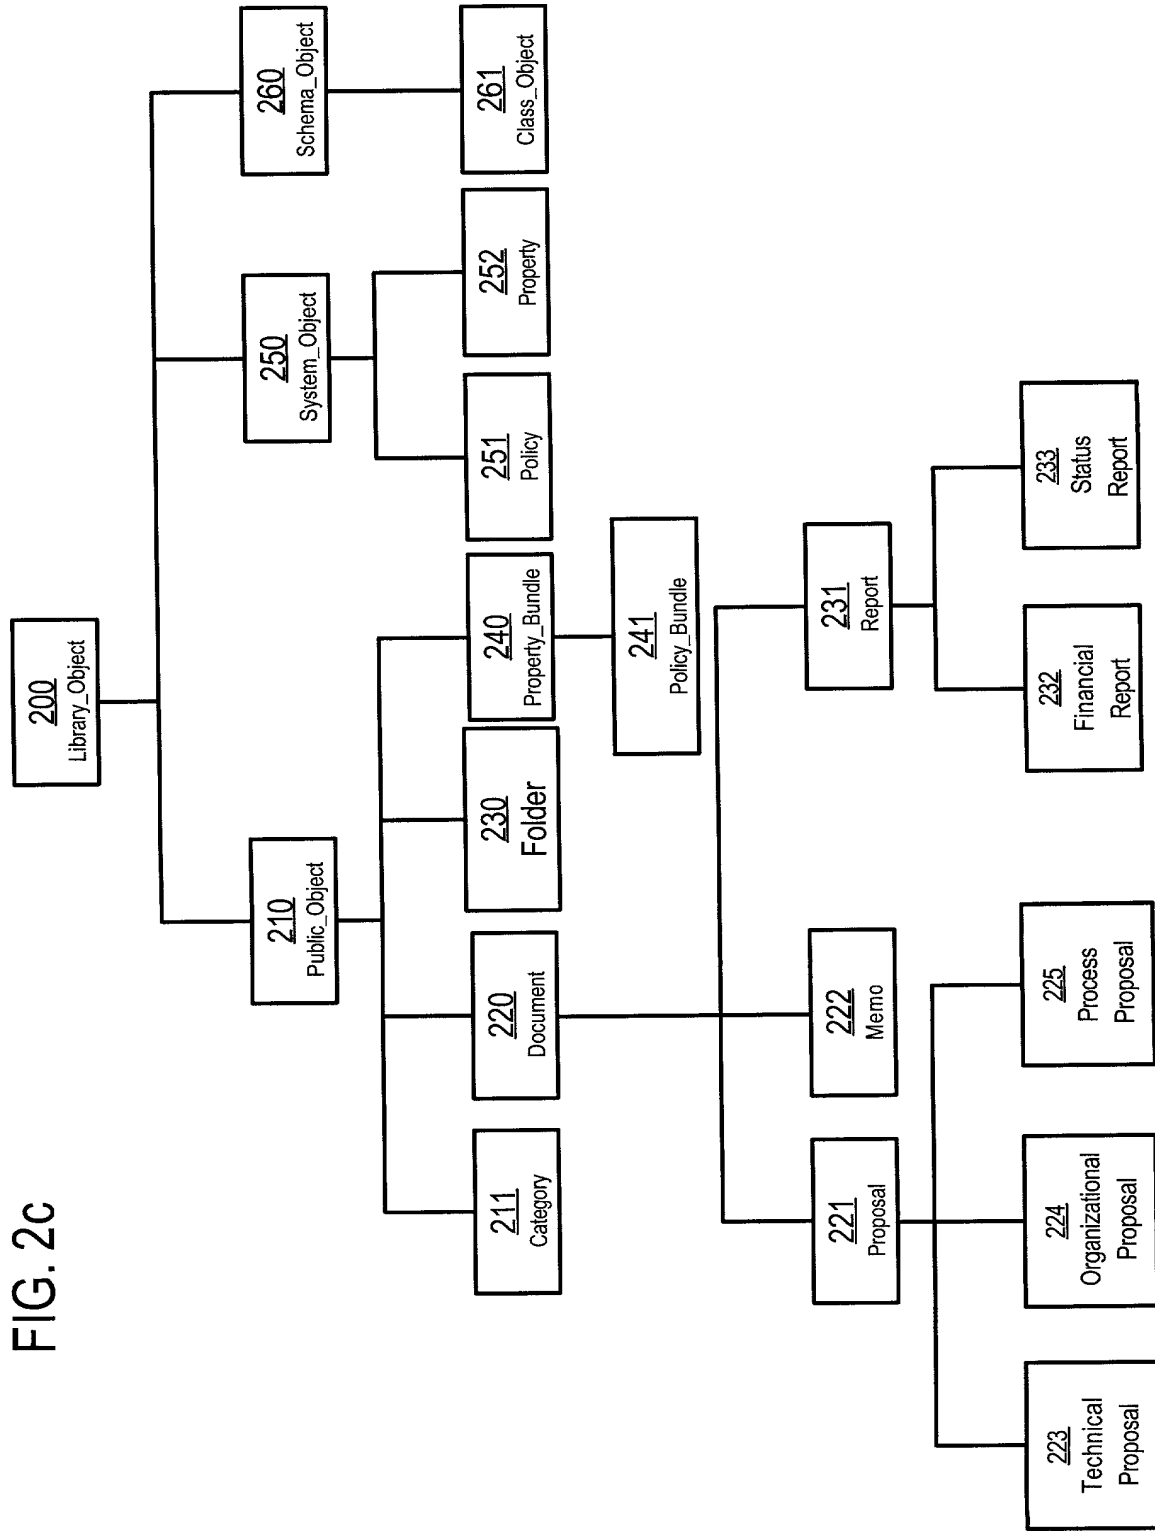 FIG. 2c
200
Library_Object
210
Public_Object
250
System_Object
260
Schema_Object
211
Category
220
Document
230
Folder
240
Property_Bundle
251
Policy
252
Property
261
Class_Object
241
Policy_Bundle
221
Proposal
222
Memo
231
Report
223
Technical
Proposal
224
Organizational
Proposal
225
Process
Proposal
232
Financial
Report
233
Status
Report